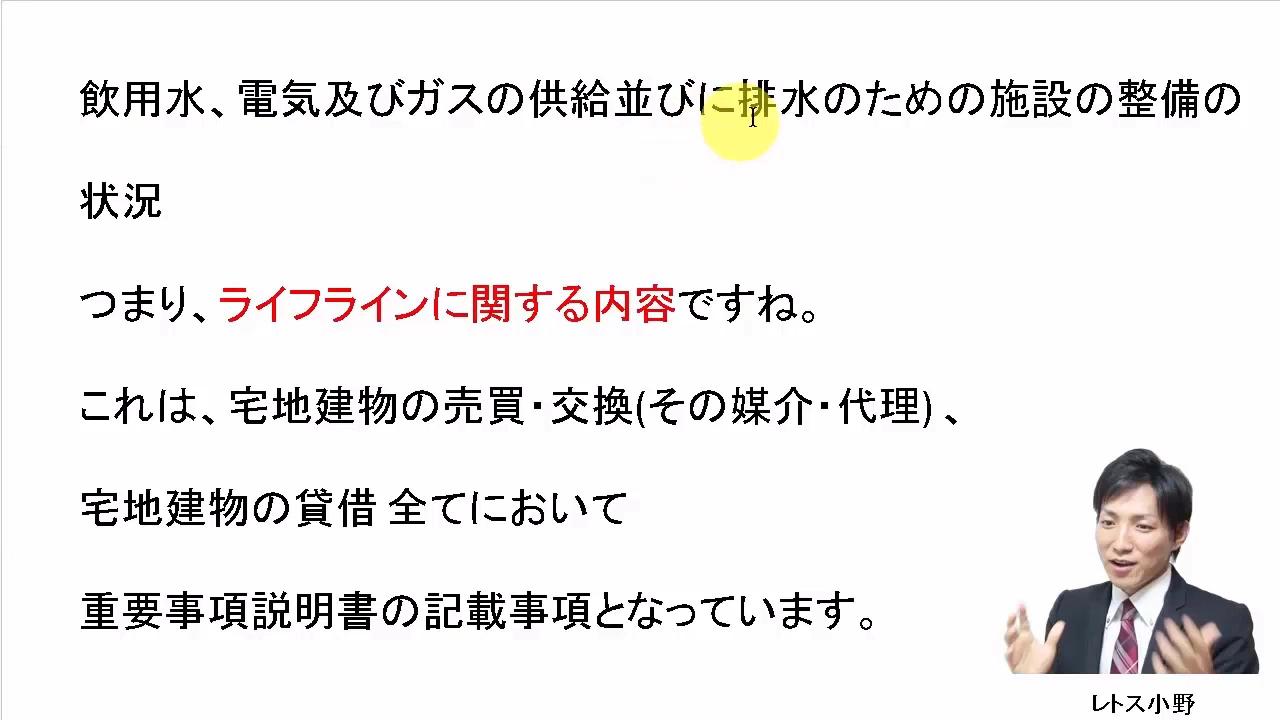 飲用水、電気及びガスの供給並びに排水のための施設の整備の
状況
つまり、ライフラインに関する内容ですね。
これは、宅地建物の売買・交換(その媒介・代理) 、
宅地建物の貸借 全てにおいて
重要事項説明書の記載事項となっています。
レトス小野